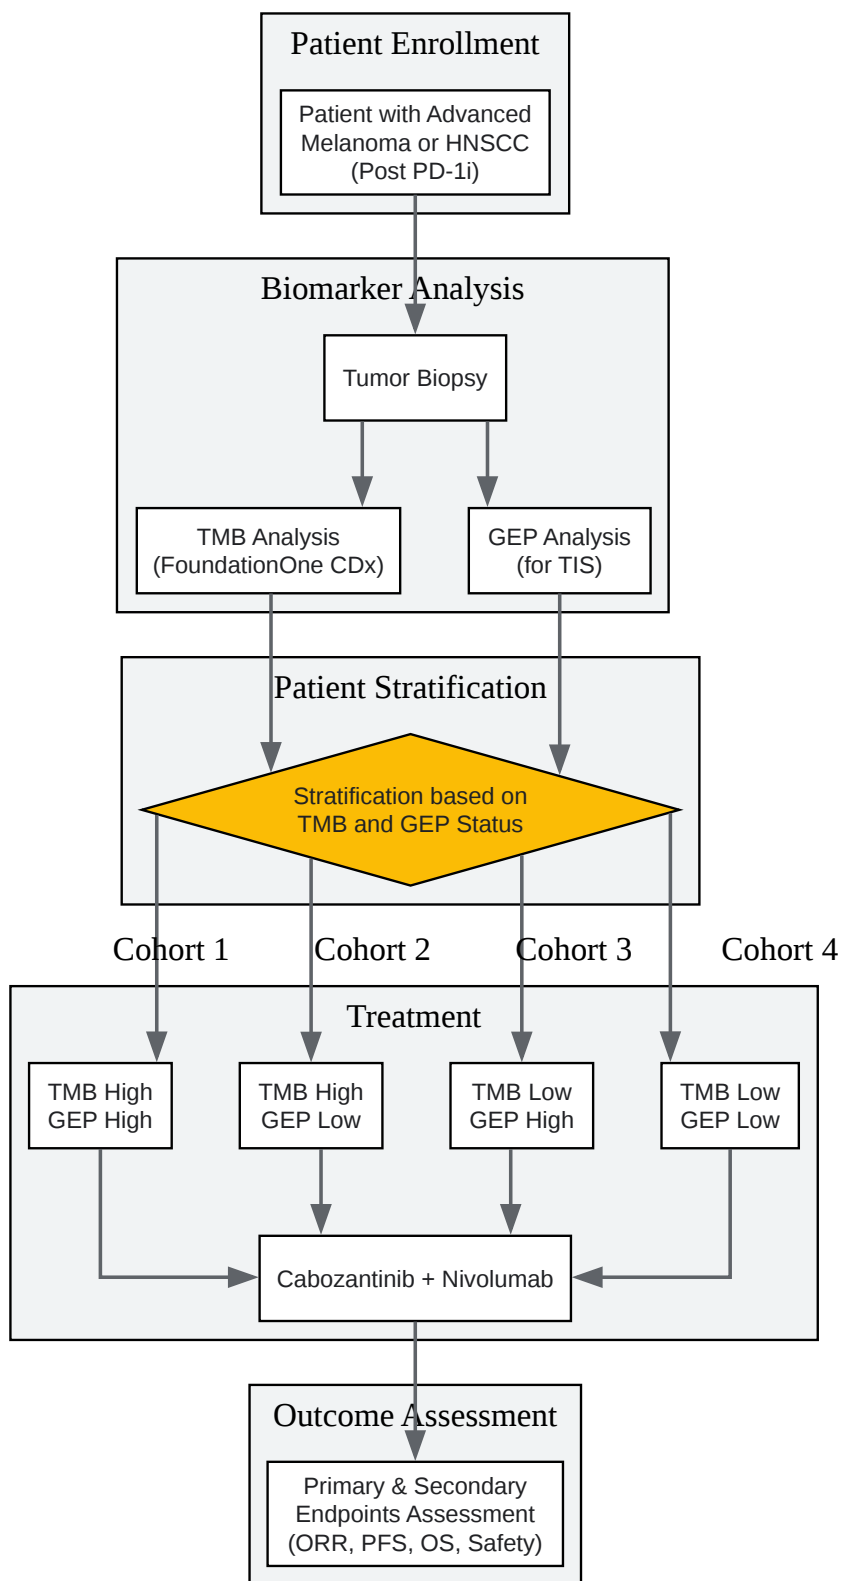 Patient Enrollment
Patient with Advanced
Melanoma or HNSCC
(Post PD-1i)
Biomarker Analysis
Tumor Biopsy
TMB Analysis
(FoundationOne CDx)
GEP Analysis
(for TIS)
Patient Stratification
Stratification based on
TMB and GEP Status
Cohort 1
Cohort 2
Cohort 3
Cohort 4
Treatment
TMB High
GEP High
TMB High
GEP Low
TMB Low
GEP High
TMB Low
GEP Low
Cabozantinib + Nivolumab
Outcome Assessment
Primary & Secondary
Endpoints Assessment
(ORR, PFS, OS, Safety)